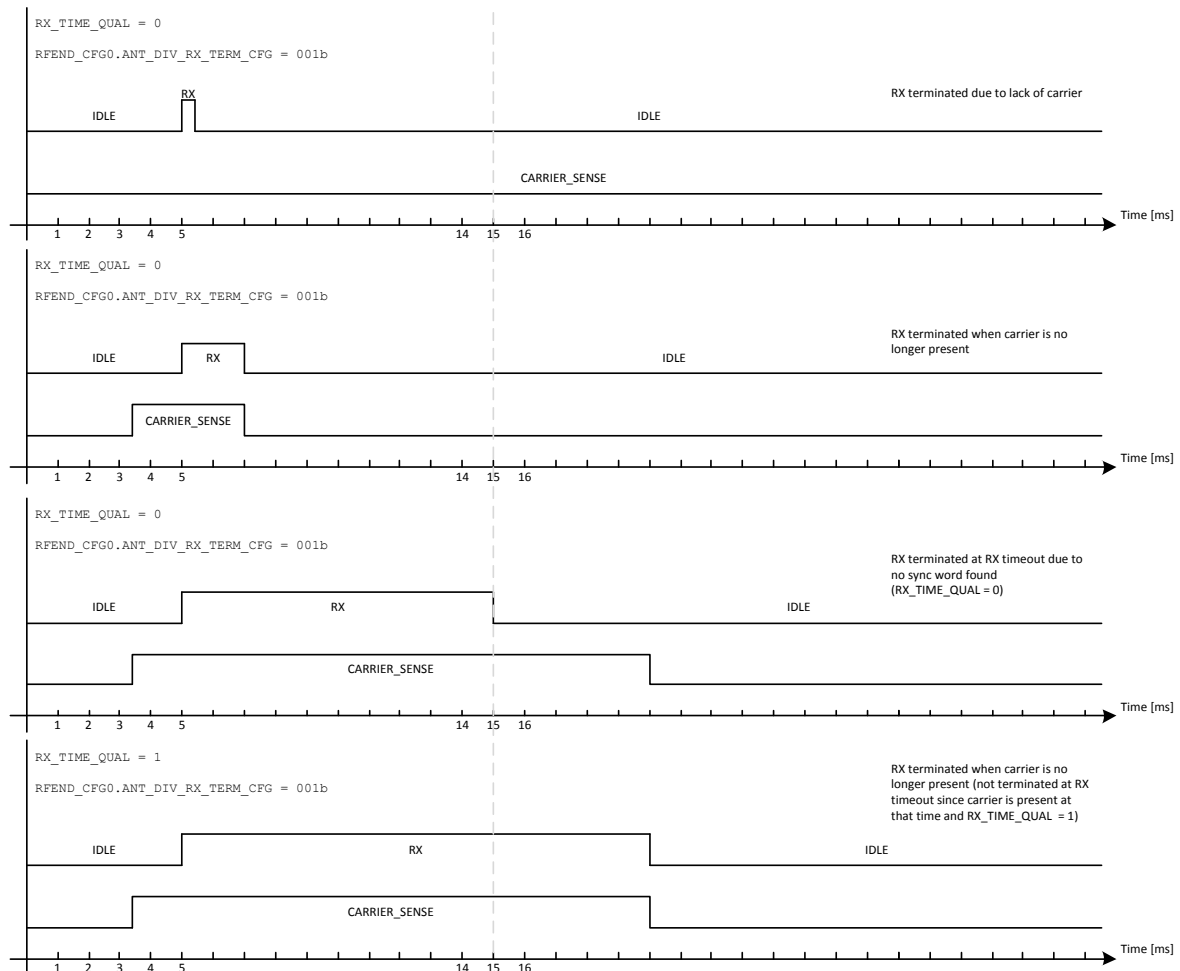 RX_TIME_QUAL = 0
RFEND_CFG0.ANT_DIV_RX_TERM_CFG = 001b
RX
RX terminated due to lack of carrier
IDLE
IDLE
CARRIER_SENSE
Time [ms]
1 2 3 4 5 14 15 16
RX_TIME_QUAL = 0
RFEND_CFG0.ANT_DIV_RX_TERM_CFG = 001b
RX terminated when carrier is no
longer present
IDLE
RX
IDLE
CARRIER_SENSE
Time [ms]
1 2 3 4 5 14 15 16
RX_TIME_QUAL = 0
RFEND_CFG0.ANT_DIV_RX_TERM_CFG = 001b
RX terminated at RX timeout due to
no sync word found
(RX_TIME_QUAL = 0)
IDLE
RX
IDLE
CARRIER_SENSE
Time [ms]
1 2 3 4 5 14 15 16
RX_TIME_QUAL = 1
RFEND_CFG0.ANT_DIV_RX_TERM_CFG = 001b
RX terminated when carrier is no
longer present (not terminated at RX
timeout since carrier is present at
that time and RX_TIME_QUAL = 1)
IDLE
RX
IDLE
CARRIER_SENSE
Time [ms]
1 2 3 4 5 14 15 16